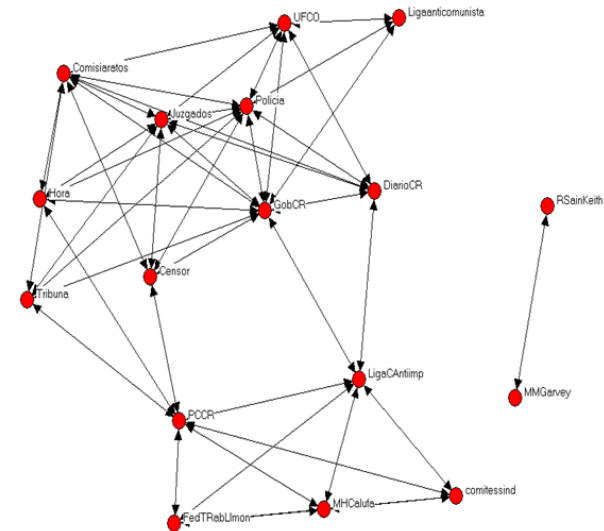 UFCO
Ligaanticomunista
Comisiaratos
Policia
Juzgados
DiarioCR
Hora
GobCR
RSainKeith
Censor
Tribuna
LigaCAntiimp
MMGarvey
PCCR
comitessind
MHCalufa
FedTRabLImon